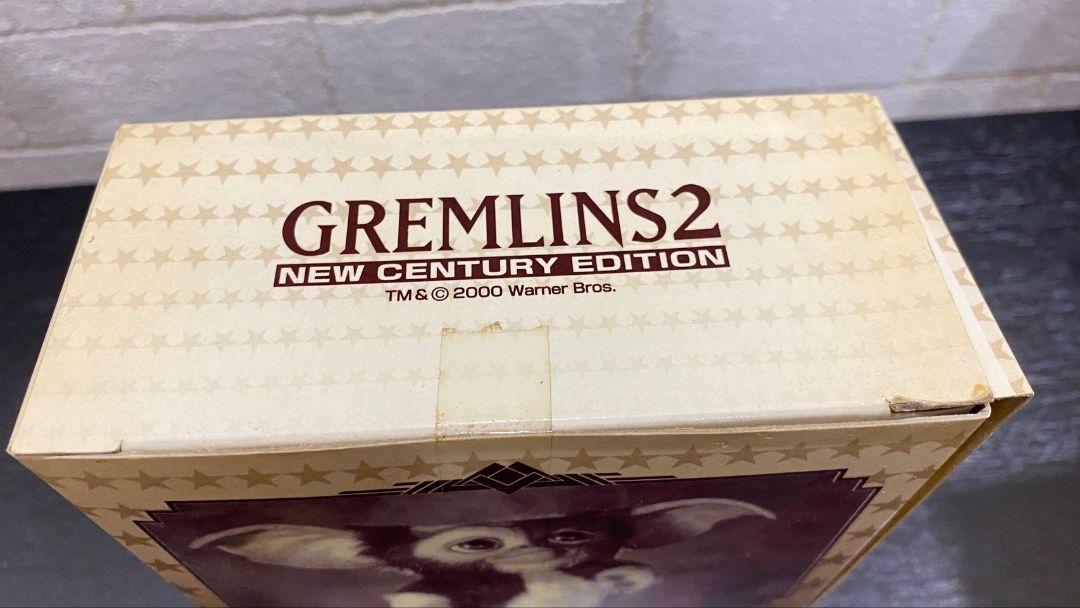 GREMLINS2
NEW CENTURY EDITION
TM & © 2000 Warner Bros.